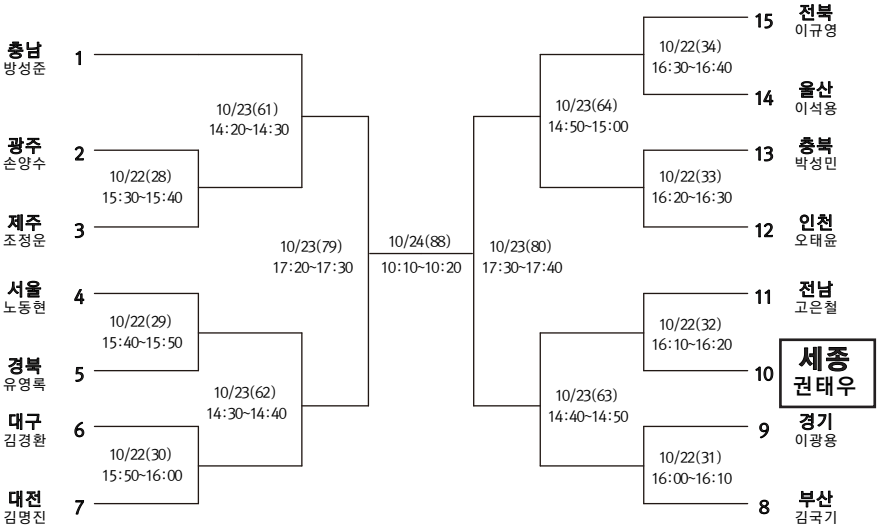 충남 1
방성준
광주 2
손양수
10/22(28)
15:30~15:40
제주 3
조정운
10/23(61)
14:20~14:30
서울 4
노동현
10/22(29)
15:40~15:50
경북 5
유영록
대구 6
김경환
10/22(30)
15:50~16:00
대전 7
김명진
10/23(62)
14:30~14:40
10/23(79)
17:20~17:30
10/24(88)
10:10~10:20
10/23(80)
17:30~17:40
10/23(64)
14:50~15:00
10/23(63)
14:40~14:50
15 전북
이규영
10/22(34)
16:30~16:40
14 울산
이석용
13 충북
박성민
10/22(33)
16:20~16:30
12 인천
오태윤
11 전남
고은철
10/22(32)
16:10~16:20
10 세종
권태우
9 경기
이광용
10/22(31)
16:00~16:10
8 부산
김국기